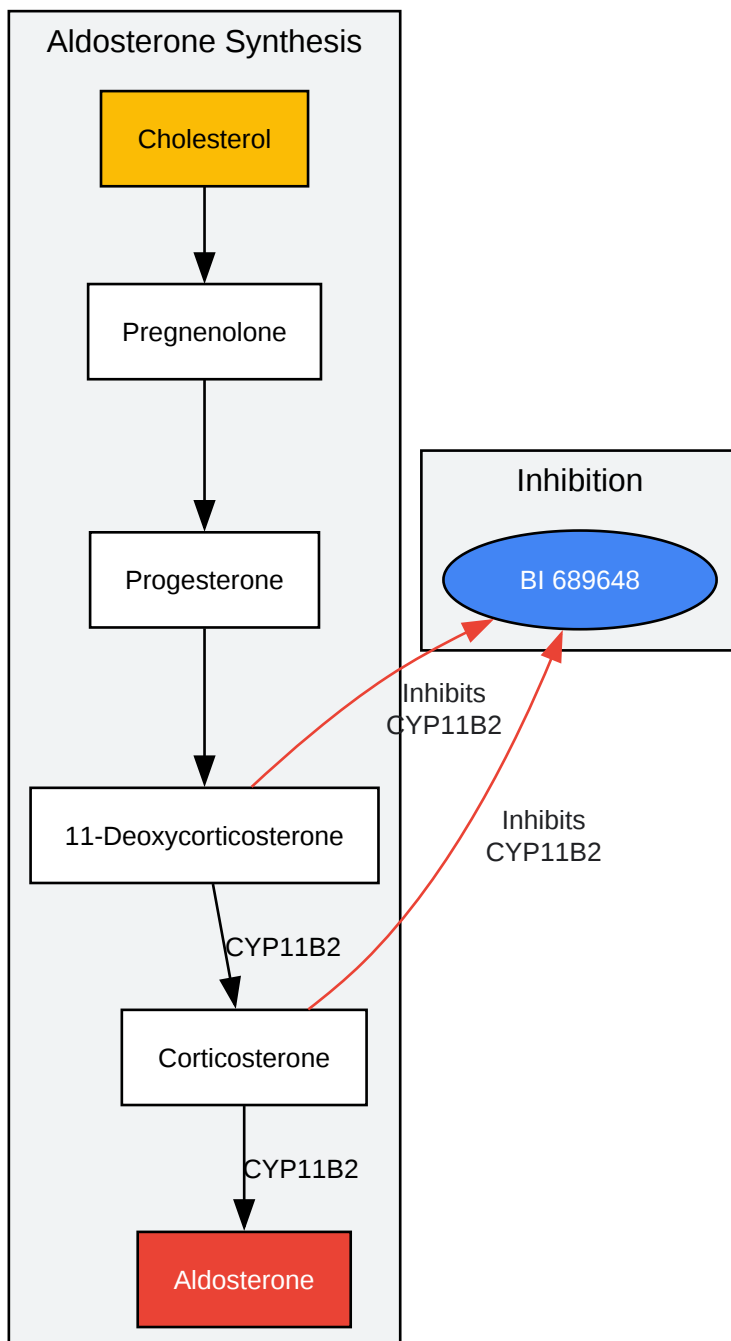 Aldosterone Synthesis
Cholesterol
Pregnenolone
Inhibition
Progesterone
BI 689648
Inhibits
CYP11B2
11-Deoxycorticosterone
Inhibits
CYP11B2
CYP11B2
Corticosterone
CYP11B2
Aldosterone